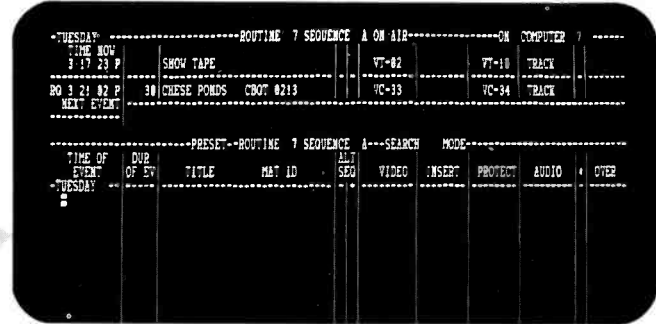 TUESDAY ROUTINE 7 SEQUENCE A ON AIR ON COMPUTER 7
TIME NOW
3 17 23 P SHOW TAPE VT-02 VT-10 TRACK
RQ 3 21 02 P 30 CHESE PONDS CBOT 0213 VC-33 VC-34 TRACK
NEXT EVENT
PRESET--ROUTINE 7 SEQUENCE A---SEARCH MODE
TIME OF DUR ALT
EVENT OF EV TITLE MAT ID SEQ VIDEO INSERT PROTECT AUDIO # OVER
TUESDAY